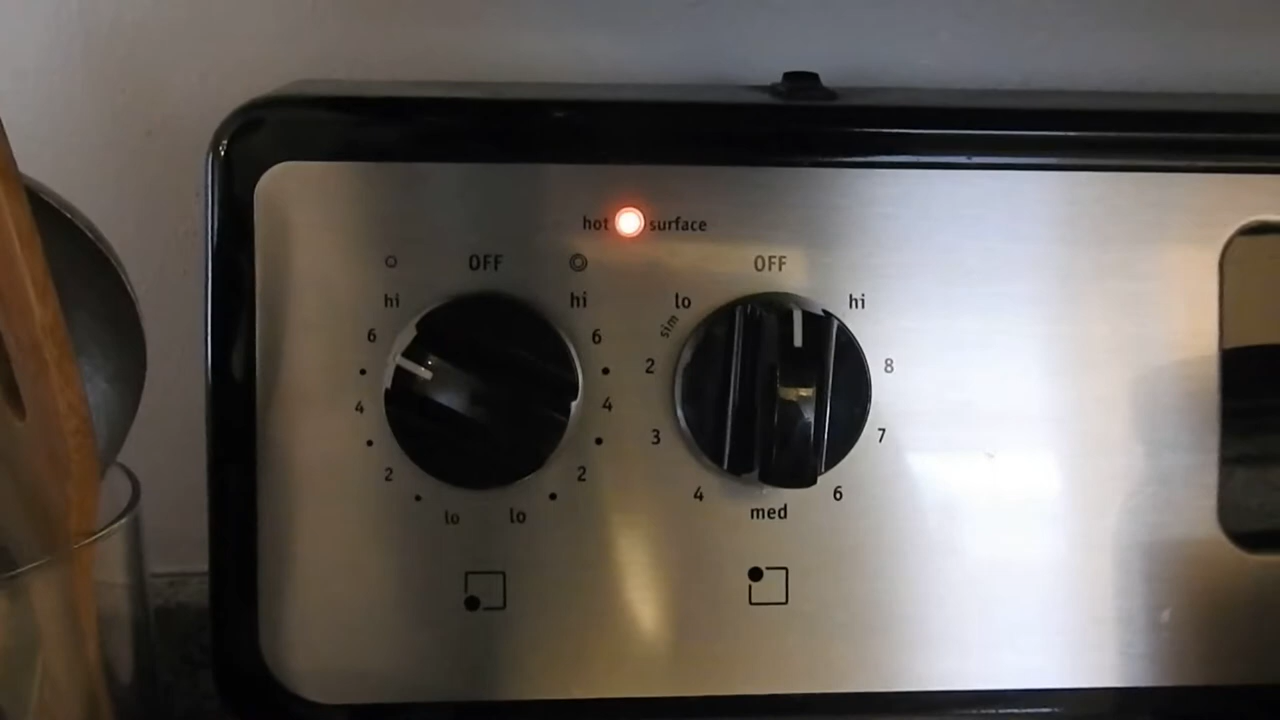 hot surface
OFF
hi hi
6 6
4 4
2 2
lo lo
OFF
lo hi
sim
2 8
3 7
4 6
med